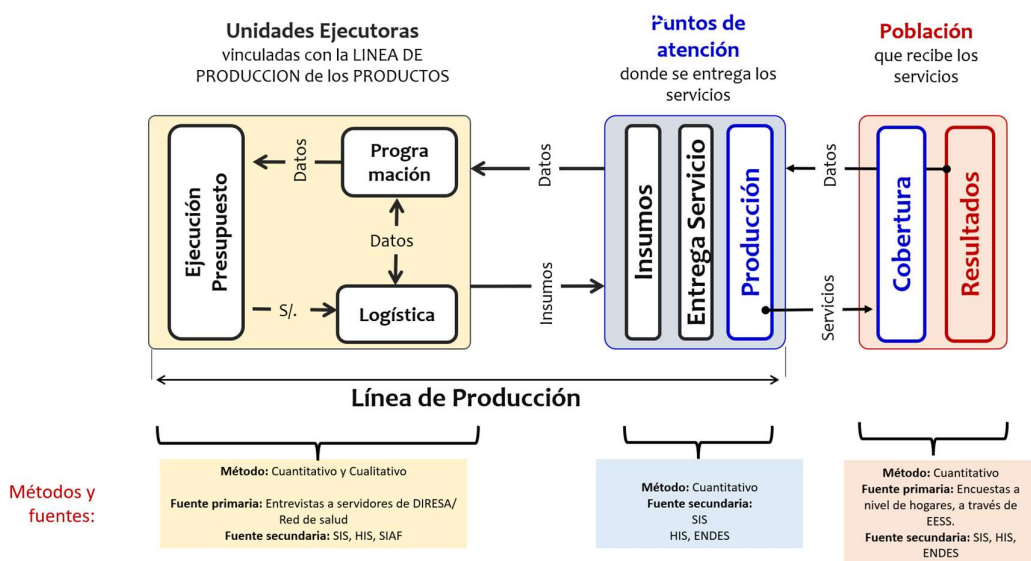 Unidades Ejecutoras
vinculadas con la LINEA DE
PRODUCCION de los PRODUCTOS
Puntos de
atención
donde se entrega los
servicios
Población
que recibe los
servicios
Ejecución
Presupuesto
Datos
Progra
mación
Datos
S/.
Logística
Datos
Insumos
Insumos
Entrega Servicio
Producción
Datos
Servicios
Cobertura
Resultados
Línea de Producción
Métodos y
fuentes:
Método: Cuantitativo y Cualitativo
Fuente primaria: Entrevistas a servidores de DIRESA/
Red de salud
Fuente secundaria: SIS, HIS, SIAF
Método: Cuantitativo
Fuente secundaria:
SIS
HIS, ENDES
Método: Cuantitativo
Fuente primaria: Encuestas a
nivel de hogares, a través de
EESS.
Fuente secundaria: SIS, HIS,
ENDES